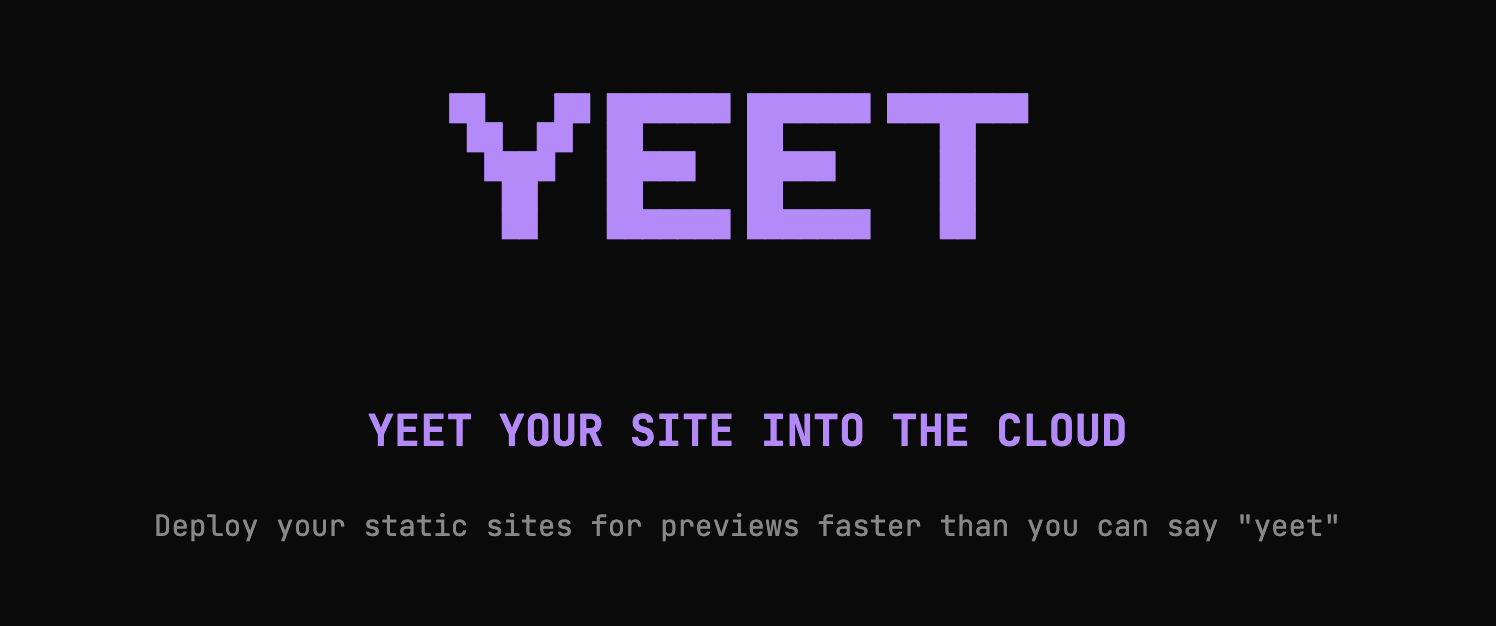 YEET
YEET YOUR SITE INTO THE CLOUD
Deploy your static sites for previews faster than you can say "yeet"